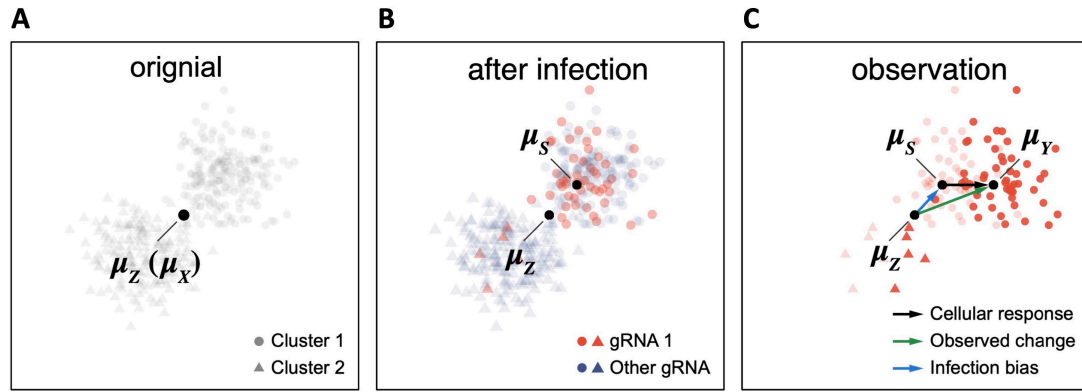 A
orignial
μZ (μX)
Cluster 1
Cluster 2
B
after infection
μS
μZ
gRNA 1
Other gRNA
C
observation
μS
μY
μZ
Cellular response
Observed change
Infection bias